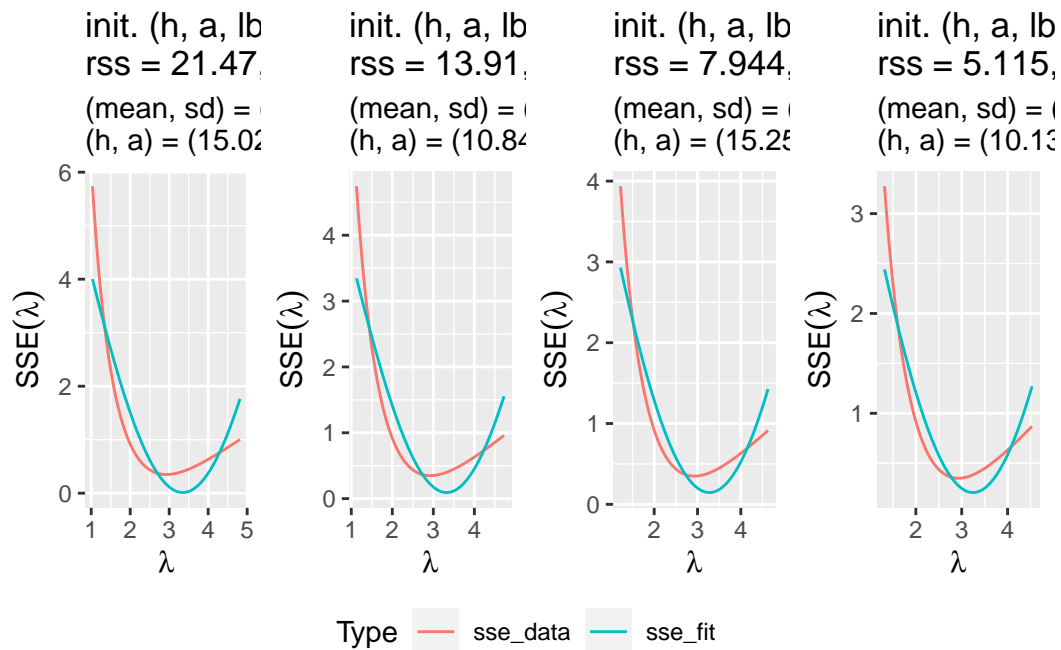 init. (h, a, lb
rss = 21.47,
(mean, sd) = (
(h, a) = (15.02
init. (h, a, lb
rss = 13.91,
(mean, sd) = (
(h, a) = (10.84
init. (h, a, lb
rss = 7.944,
(mean, sd) = (
(h, a) = (15.25
init. (h, a, lb
rss = 5.115,
(mean, sd) = (
(h, a) = (10.13
SSE(λ)
6
4
2
0
1 2 3 4 5
λ
SSE(λ)
4
3
2
1
0
1 2 3 4
λ
SSE(λ)
4
3
2
1
0
2 3 4
λ
SSE(λ)
3
2
1
2 3 4
λ
Type sse_data sse_fit